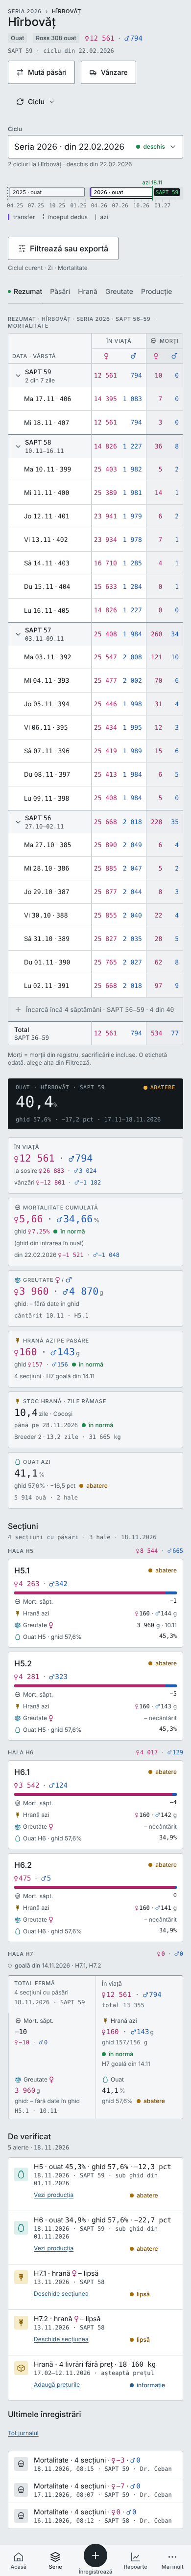 SERIA 2026 › HÎRBOVĂȚ
Hîrbovăț
Ouat Ross 308 ouat ♀12 561 · ♂794
SAPT 59 · ciclu din 22.02.2026
Mută păsări
Vânzare
Ciclu
Ciclu
Seria 2026 · din 22.02.2026 deschis
2 cicluri la Hîrbovăț · deschis din 22.02.2026
azi 18.11
2025 · ouat 2026 · ouat SAPT 59
04.25 07.25 10.25 01.26 04.26 07.26 10.26 01.27
transfer început dedus azi
Filtrează sau exportă
Ciclul curent · Zi · Mortalitate
Rezumat Păsări Hrană Greutate Producție
REZUMAT · HÎRBOVĂȚ · SERIA 2026 · SAPT 56–59 · MORTALITATE
ÎN VIAȚĂ MORȚI
DATA · VÂRSTĂ ♀ ♂ ♀ ♂
SAPT 59 12 561 794 10 0
2 din 7 zile
Ma 17.11 · 406 14 395 1 083 7 0
Mi 18.11 · 407 12 561 794 3 0
SAPT 58 14 826 1 227 36 8
10.11–16.11
Ma 10.11 · 399 25 403 1 982 5 2
Mi 11.11 · 400 25 389 1 981 14 1
Jo 12.11 · 401 23 941 1 979 6 2
Vi 13.11 · 402 23 934 1 978 7 1
Sâ 14.11 · 403 16 710 1 285 4 1
Du 15.11 · 404 15 633 1 284 0 1
Lu 16.11 · 405 14 826 1 227 0 0
SAPT 57 25 408 1 984 260 34
03.11–09.11
Ma 03.11 · 392 25 547 2 008 121 10
Mi 04.11 · 393 25 477 2 002 70 6
Jo 05.11 · 394 25 446 1 998 31 4
Vi 06.11 · 395 25 434 1 995 12 3
Sâ 07.11 · 396 25 419 1 989 15 6
Du 08.11 · 397 25 413 1 984 6 5
Lu 09.11 · 398 25 408 1 984 5 0
SAPT 56 25 668 2 018 228 35
27.10–02.11
Ma 27.10 · 385 25 890 2 049 6 4
Mi 28.10 · 386 25 885 2 047 5 2
Jo 29.10 · 387 25 877 2 044 8 3
Vi 30.10 · 388 25 855 2 040 22 4
Sâ 31.10 · 389 25 827 2 035 28 5
Du 01.11 · 390 25 765 2 027 62 8
Lu 02.11 · 391 25 668 2 018 97 9
Încarcă încă 4 săptămâni · SAPT 56–59 · 4 din 40
Total 12 561 794 534 77
SAPT 56–59
Morți = morții din registru, sacrificările incluse. O etichetă odată: alege alta din Filtrează.
OUAT · HÎRBOVĂȚ · SAPT 59 ABATERE
40,4%
ghid 57,6% · −17,2 pct · 17.11–18.11.2026
ÎN VIAȚĂ
♀12 561 · ♂794
la sosire ♀26 883 · ♂3 024
vânzări ♀−12 801 · ♂−1 182
MORTALITATE CUMULATĂ
♀5,66 · ♂34,66%
ghid ♀7,25% în normă
(ghid din intrarea în ouat)
din 22.02.2026 ♀−1 521 · ♂−1 048
GREUTATE ♀ / ♂
♀3 960 · ♂4 870g
ghid: – fără date în ghid
cântărit 10.11 · H5.1
HRANĂ AZI PE PASĂRE
♀160 · ♂143g
ghid ♀157 · ♂156 în normă
4 secțiuni · H7 goală din 14.11
STOC HRANĂ · ZILE RĂMASE
10,4zile · Cocoși
până pe 28.11.2026 în normă
Breeder 2 · 13,2 zile · 31 665 kg
OUAT AZI
41,1%
ghid 57,6% · −16,5 pct abatere
5 914 ouă · 2 hale
Secțiuni
4 secțiuni cu păsări · 3 hale · 18.11.2026
HALA H5 ♀8 544 · ♂665
H5.1 abatere
♀4 263 · ♂342
Mort. săpt. −1
Hrană azi ♀160 · ♂144 g
Greutate ♀ 3 960 g · 10.11
Ouat H5 · ghid 57,6% 45,3%
H5.2 abatere
♀4 281 · ♂323
Mort. săpt. −5
Hrană azi ♀160 · ♂143 g
Greutate ♀ – necântărit
Ouat H5 · ghid 57,6% 45,3%
HALA H6 ♀4 017 · ♂129
H6.1 abatere
♀3 542 · ♂124
Mort. săpt. −4
Hrană azi ♀160 · ♂142 g
Greutate ♀ – necântărit
Ouat H6 · ghid 57,6% 34,9%
H6.2 abatere
♀475 · ♂5
Mort. săpt. 0
Hrană azi ♀160 · ♂141 g
Greutate ♀ – necântărit
Ouat H6 · ghid 57,6% 34,9%
HALA H7 ♀0 · ♂0
goală din 14.11.2026 · H7.1, H7.2
TOTAL FERMĂ
4 secțiuni cu păsări
18.11.2026 · SAPT 59
În viață
♀12 561 · ♂794
total 13 355
Mort. săpt.
−10
♀−10 · ♂0
Hrană azi
♀160 · ♂143g
ghid 157/156 g
în normă
H7 goală din 14.11
Greutate ♀
3 960g
ghid: – fără date în ghid
H5.1 · 10.11
Ouat
41,1%
ghid 57,6% abatere
De verificat
5 alerte · 18.11.2026
H5 · ouat 45,3% · ghid 57,6% · −12,3 pct
18.11.2026 · SAPT 59 · sub ghid din 01.11.2026
Vezi producția abatere
H6 · ouat 34,9% · ghid 57,6% · −22,7 pct
18.11.2026 · SAPT 59 · sub ghid din 01.11.2026
Vezi producția abatere
H7.1 · hrană ♀ – lipsă
13.11.2026 · SAPT 58
Deschide secțiunea lipsă
H7.2 · hrană ♀ – lipsă
13.11.2026 · SAPT 58
Deschide secțiunea lipsă
Hrană · 4 livrări fără preț · 18 160 kg
17.02–12.11.2026 · așteaptă prețul
Adaugă prețurile informație
Ultimele înregistrări
Tot jurnalul
Mortalitate · 4 secțiuni · ♀−3 · ♂0
18.11.2026, 08:15 · SAPT 59 · Dr. Ceban
Mortalitate · 4 secțiuni · ♀−7 · ♂0
17.11.2026, 08:07 · SAPT 59 · Dr. Ceban
Mortalitate · 4 secțiuni · ♀0 · ♂0
16.11.2026, 08:12 · SAPT 58 · Dr. Ceban
Acasă Serie Înregistrează Rapoarte Mai mult